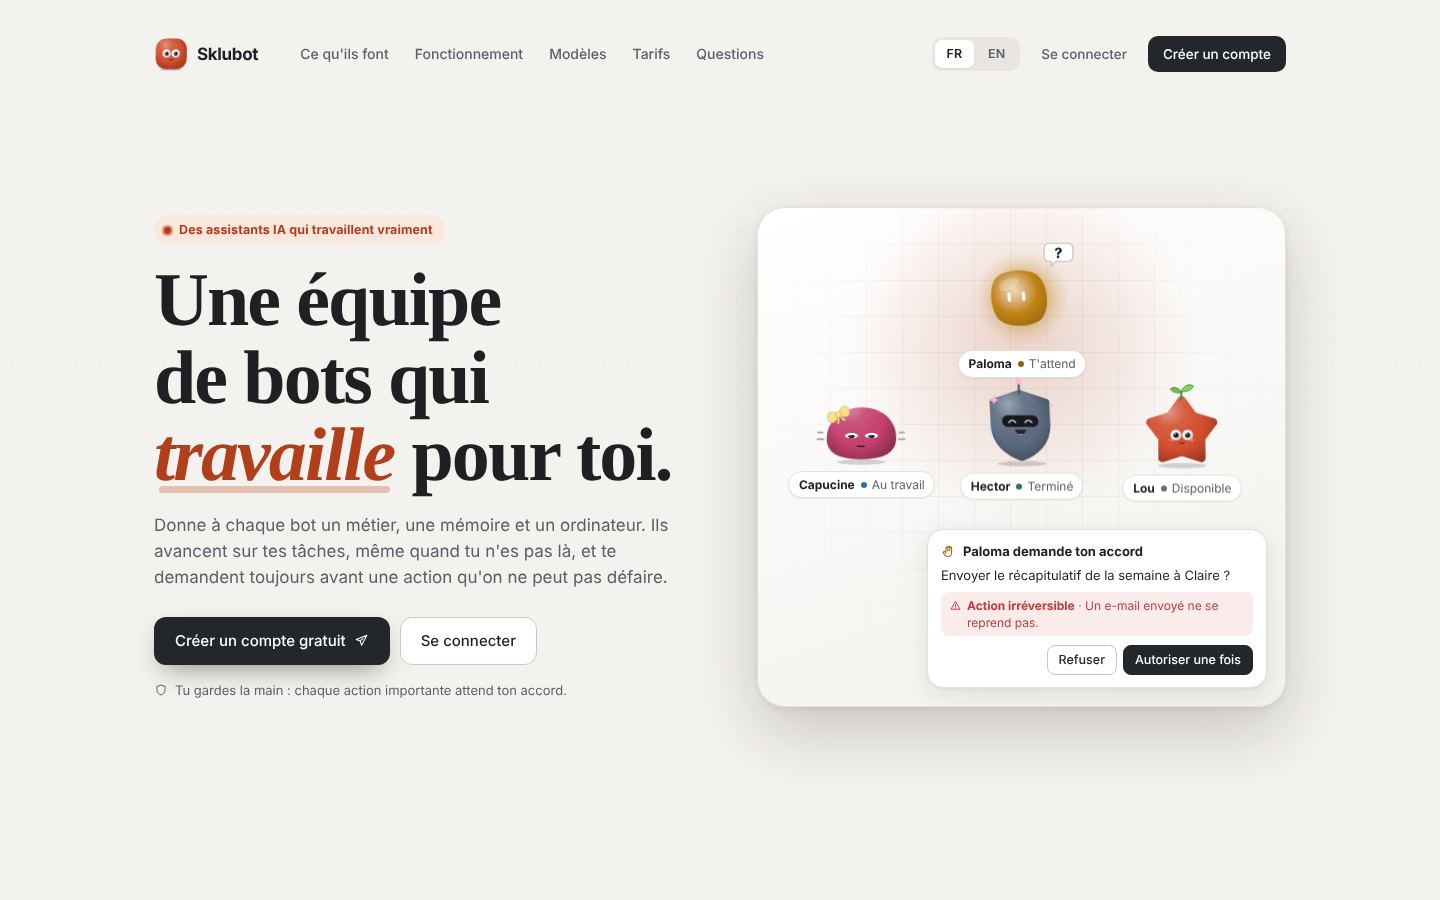 Sklubot
Ce qu'ils font
Fonctionnement
Modèles
Tarifs
Questions
FR
EN
Se connecter
Créer un compte
Des assistants IA qui travaillent vraiment
Une équipe
de bots qui
travaille pour toi.
Donne à chaque bot un métier, une mémoire et un ordinateur. Ils
avancent sur tes tâches, même quand tu n'es pas là, et te
demandent toujours avant une action qu'on ne peut pas défaire.
Créer un compte gratuit
Se connecter
Tu gardes la main : chaque action importante attend ton accord.
?
Paloma T'attend
Capucine Au travail
Hector Terminé
Lou Disponible
Paloma demande ton accord
Envoyer le récapitulatif de la semaine à Claire ?
Action irréversible · Un e-mail envoyé ne se
reprend pas.
Refuser
Autoriser une fois